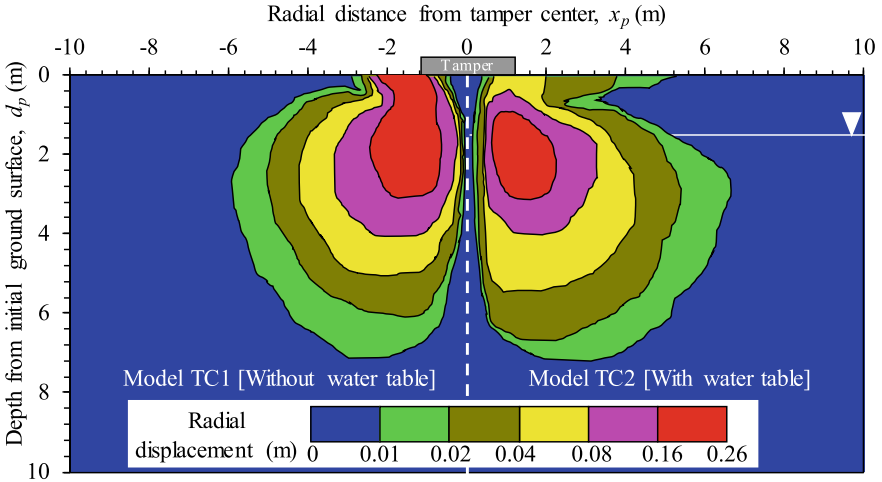 Radial distance from tamper center, xp (m)
-10 -8 -6 -4 -2 0 2 4 6 8 10
Tamper
Depth from initial ground surface, dp (m)
0
2
4
6
8
10
Model TC1 [Without water table]
Model TC2 [With water table]
Radial
displacement (m)
0 0.01 0.02 0.04 0.08 0.16 0.26